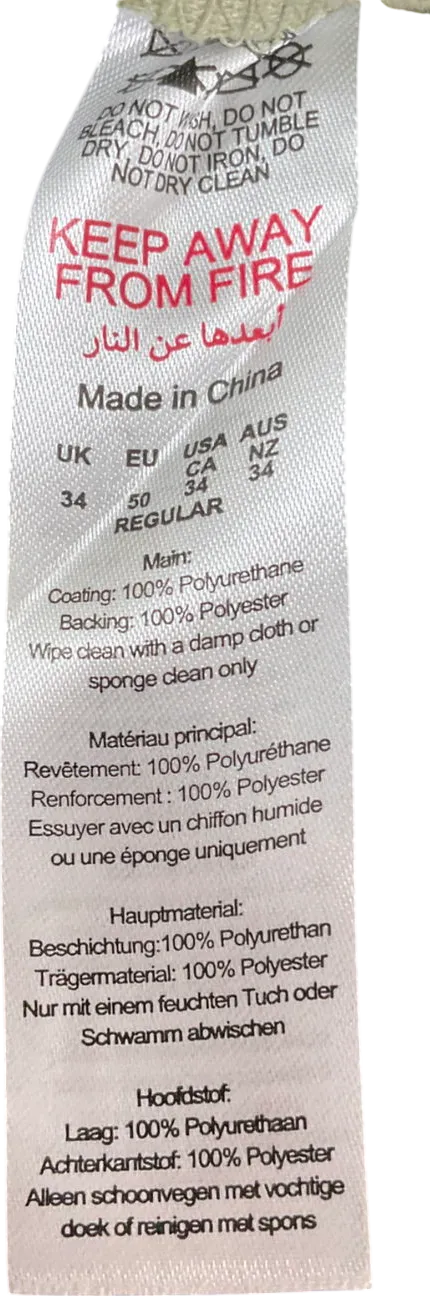 DO NOT WASH, DO NOT
BLEACH, DO NOT TUMBLE
DRY, DO NOT IRON, DO
NOT DRY CLEAN
KEEP AWAY
FROM FIRE
أبعدها عن النار
Made in China
UK EU USA AUS
CA NZ
34 50 34 34
REGULAR
Main:
Coating: 100% Polyurethane
Backing: 100% Polyester
Wipe clean with a damp cloth or
sponge clean only
Matériau principal:
Revêtement: 100% Polyuréthane
Renforcement : 100% Polyester
Essuyer avec un chiffon humide
ou une éponge uniquement
Hauptmaterial:
Beschichtung:100% Polyurethan
Trägermaterial: 100% Polyester
Nur mit einem feuchten Tuch oder
Schwamm abwischen
Hoofdstof:
Laag: 100% Polyurethaan
Achterkantstof: 100% Polyester
Alleen schoonvegen met vochtige
doek of reinigen met spons